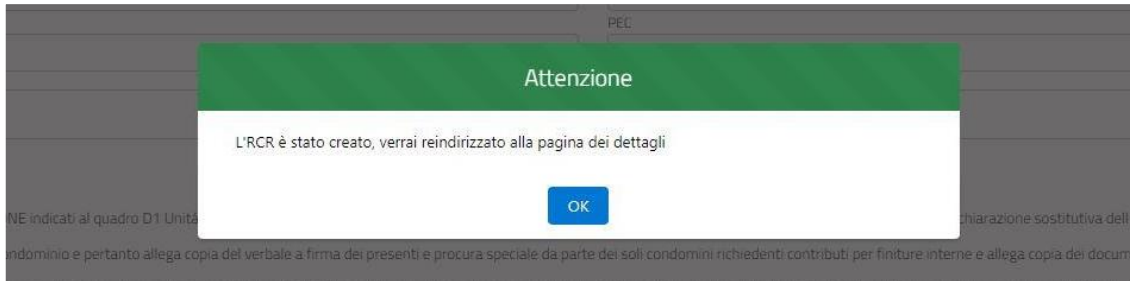 PEC
Attenzione
L'RCR è stato creato, verrai reindirizzato alla pagina dei dettagli
OK
NE indicati al quadro D1 Unitá
chiarazione sostitutiva dell
ondominio e pertanto allega copia del verbale a firma dei presenti e procura speciale da parte dei soli condomini richiedenti contributi per finiture interne e allega copia dei docum